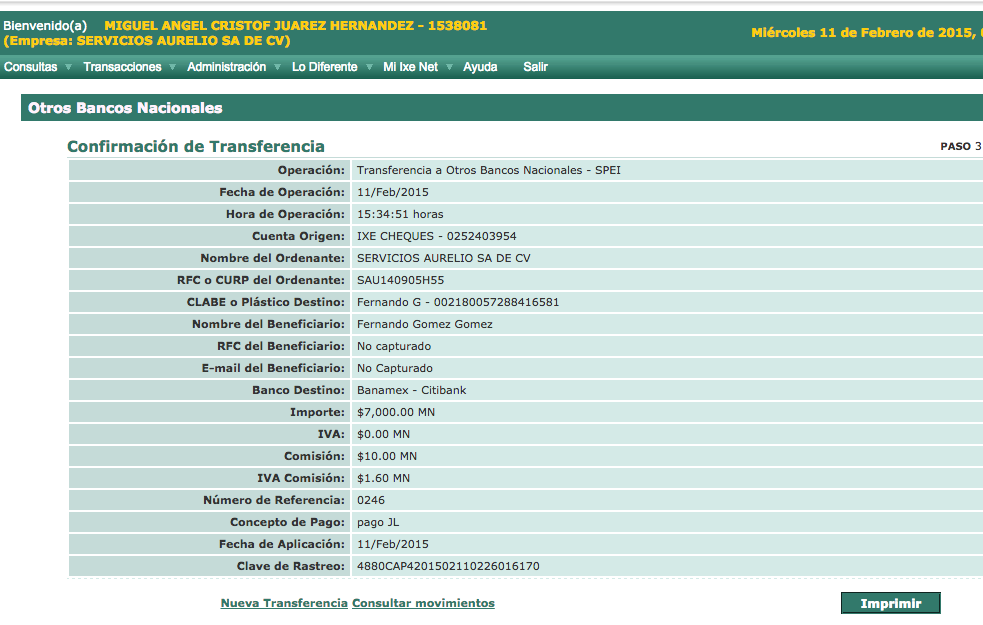 Bienvenido(a) MIGUEL ANGEL CRISTOF JUAREZ HERNANDEZ - 1538081
(Empresa: SERVICIOS AURELIO SA DE CV)
Miércoles 11 de Febrero de 2015,
Consultas Transacciones Administración Lo Diferente Mi Ixe Net Ayuda Salir
Otros Bancos Nacionales
Confirmación de Transferencia PASO 3
Operación: Transferencia a Otros Bancos Nacionales - SPEI
Fecha de Operación: 11/Feb/2015
Hora de Operación: 15:34:51 horas
Cuenta Origen: IXE CHEQUES - 0252403954
Nombre del Ordenante: SERVICIOS AURELIO SA DE CV
RFC o CURP del Ordenante: SAU140905H55
CLABE o Plástico Destino: Fernando G - 002180057288416581
Nombre del Beneficiario: Fernando Gomez Gomez
RFC del Beneficiario: No capturado
E-mail del Beneficiario: No Capturado
Banco Destino: Banamex - Citibank
Importe: $7,000.00 MN
IVA: $0.00 MN
Comisión: $10.00 MN
IVA Comisión: $1.60 MN
Número de Referencia: 0246
Concepto de Pago: pago JL
Fecha de Aplicación: 11/Feb/2015
Clave de Rastreo: 4880CAP4201502110226016170
Nueva Transferencia Consultar movimientos Imprimir